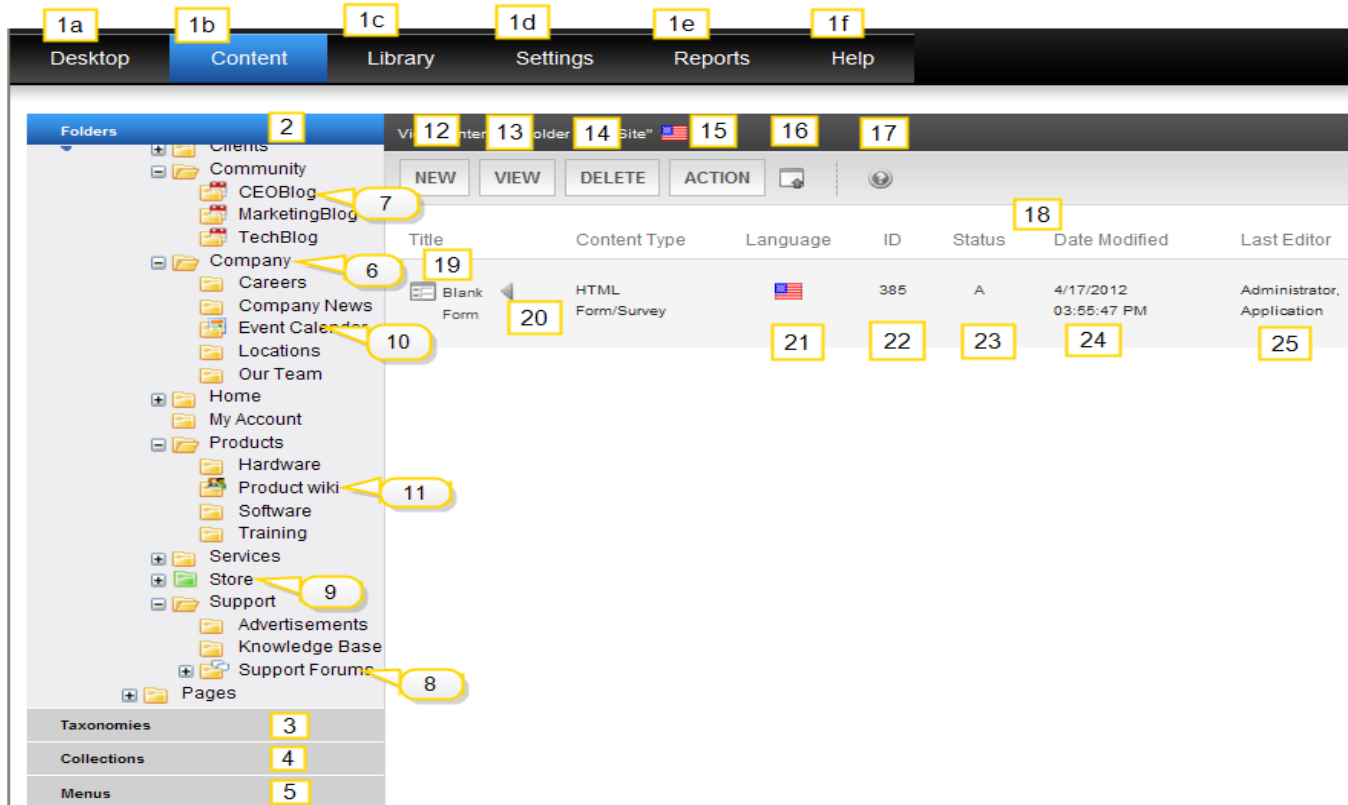 1a 1b 1c 1d 1e 1f
Desktop Content Library Settings Reports Help
Folders 2
12 13 14 15 16 17
Site"
NEW VIEW DELETE ACTION
Clients
Community
CEOBlog 7
MarketingBlog
TechBlog
Company 6
Careers
Company News
Event Calendar 10
Locations
Our Team
Home
My Account
Products
Hardware
Product wiki 11
Software
Training
Services
Store 9
Support
Advertisements
Knowledge Base
Support Forums 8
Pages
Taxonomies 3
Collections 4
Menus 5
18
Title Content Type Language ID Status Date Modified Last Editor
19
Blank Form
20
HTML Form/Survey
385 A
4/17/2012
03:55:47 PM
Administrator,
Application
21 22 23 24 25